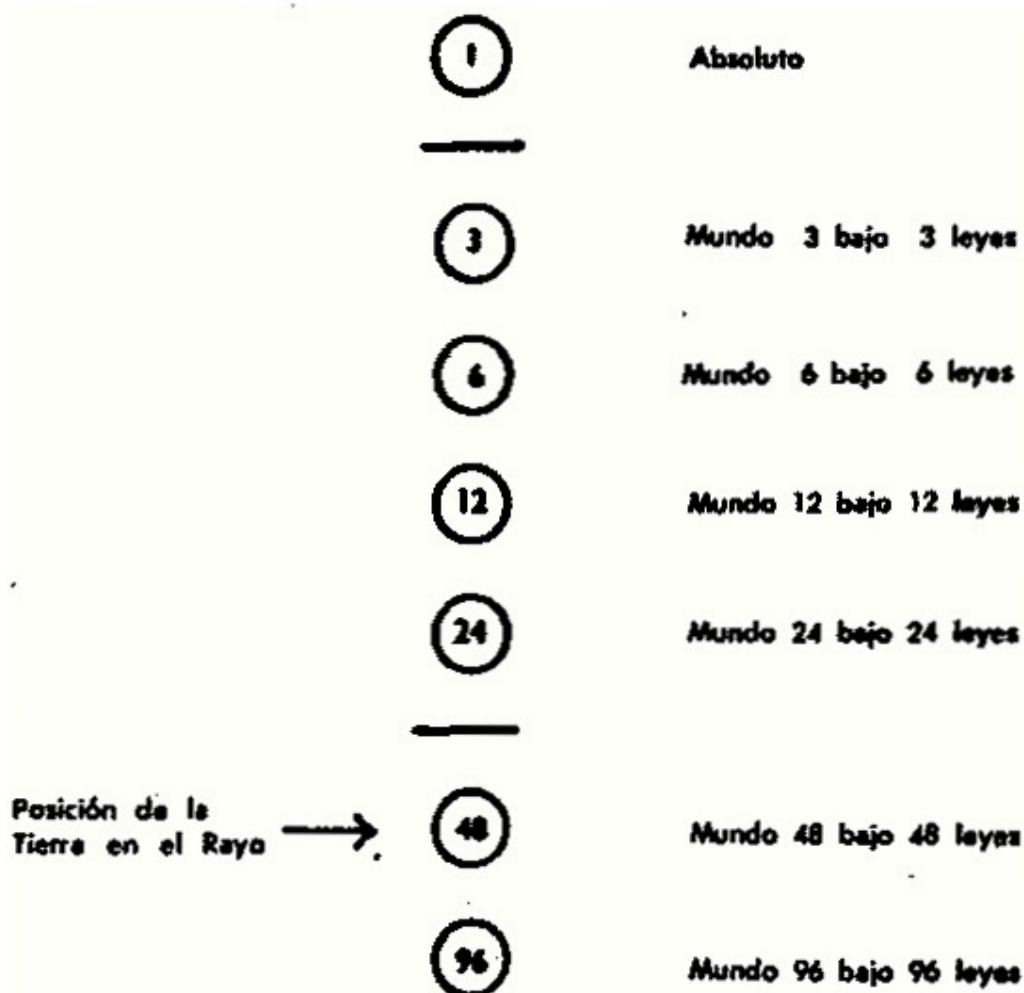 1 Absoluto
3 Mundo 3 bajo 3 leyes
6 Mundo 6 bajo 6 leyes
12 Mundo 12 bajo 12 leyes
24 Mundo 24 bajo 24 leyes
Posición de la
Tierra en el Rayo
48 Mundo 48 bajo 48 leyes
96 Mundo 96 bajo 96 leyes